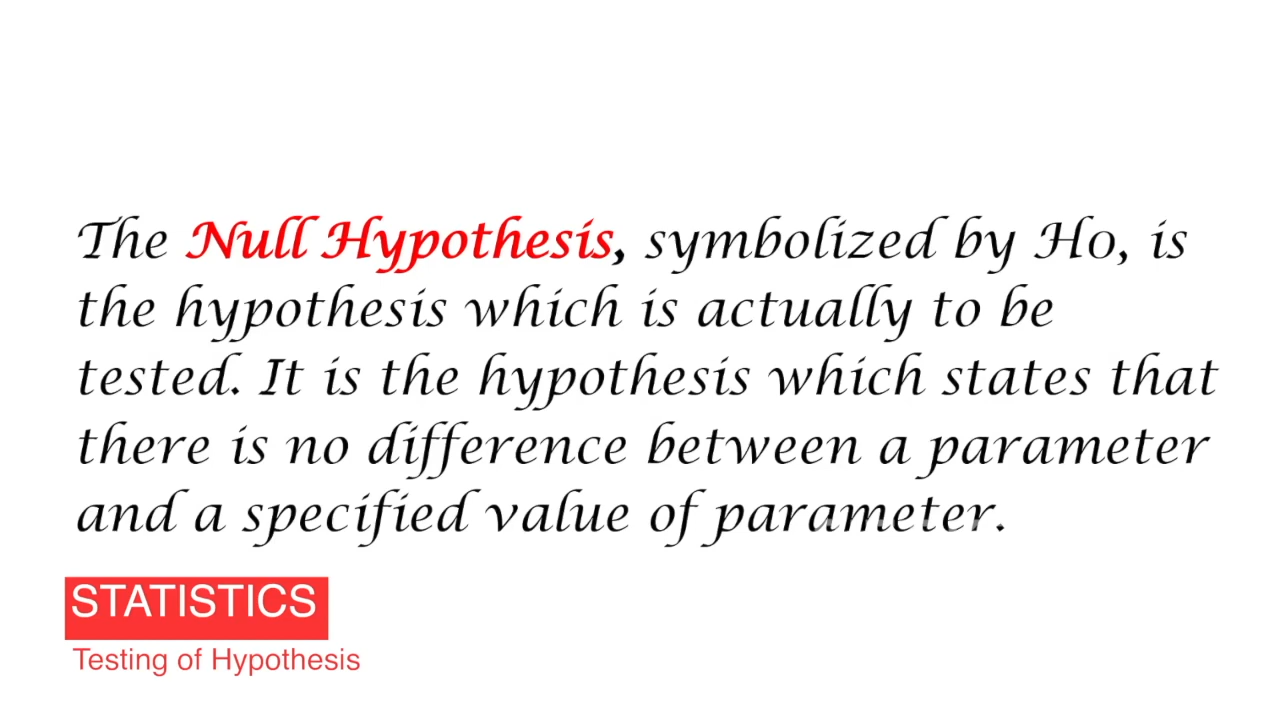 The Null Hypothesis, symbolized by H0, is
the hypothesis which is actually to be
tested. It is the hypothesis which states that
there is no difference between a parameter
and a specified value of parameter.
STATISTICS
Testing of Hypothesis